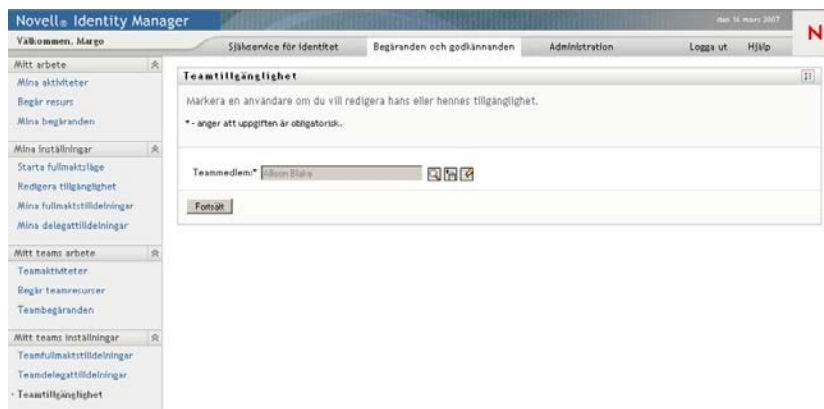 Novell® Identity Manager
den 16 mars 2007
N
Välkommen, Margo
Självservice för identitet
Begäranden och godkännanden
Administration
Logga ut
Hjälp
Mitt arbete
Mina aktiviteter
Begär resurs
Mina begäranden
Mina inställningar
Starta fullmaktsläge
Redigera tillgänglighet
Mina fullmaktstilldelningar
Mina delegattilldelningar
Mitt teams arbete
Teamaktiviteter
Begär teamresurser
Teambegäranden
Mitt teams inställningar
Teamfullmaktstilldelningar
Teamdelegattilldelningar
Teamtillgänglighet
Teamtillgänglighet
Markera en användare om du vill redigera hans eller hennes tillgänglighet.
* - anger att uppgiften är obligatorisk.
Teammedlem:* Allison Blake
Fortsätt